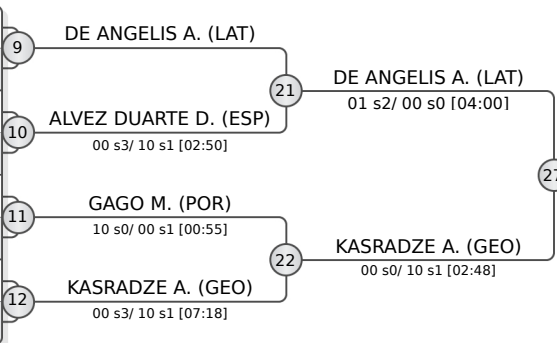 9
DE ANGELIS A. (LAT)
21
DE ANGELIS A. (LAT)
01 s2/ 00 s0 [04:00]
10
ALVEZ DUARTE D. (ESP)
00 s3/ 10 s1 [02:50]
27
11
GAGO M. (POR)
10 s0/ 00 s1 [00:55]
22
KASRADZE A. (GEO)
00 s0/ 10 s1 [02:48]
12
KASRADZE A. (GEO)
00 s3/ 10 s1 [07:18]